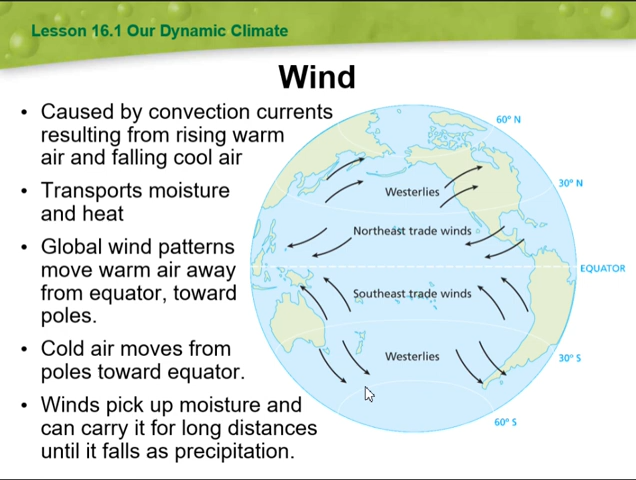 Lesson 16.1 Our Dynamic Climate
Wind
• Caused by convection currents
resulting from rising warm
air and falling cool air
• Transports moisture
and heat
• Global wind patterns
move warm air away
from equator, toward
poles.
• Cold air moves from
poles toward equator.
• Winds pick up moisture and
can carry it for long distances
until it falls as precipitation.
60° N
30° N
Westerlies
Northeast trade winds
EQUATOR
Southeast trade winds
Westerlies
30° S
60° S